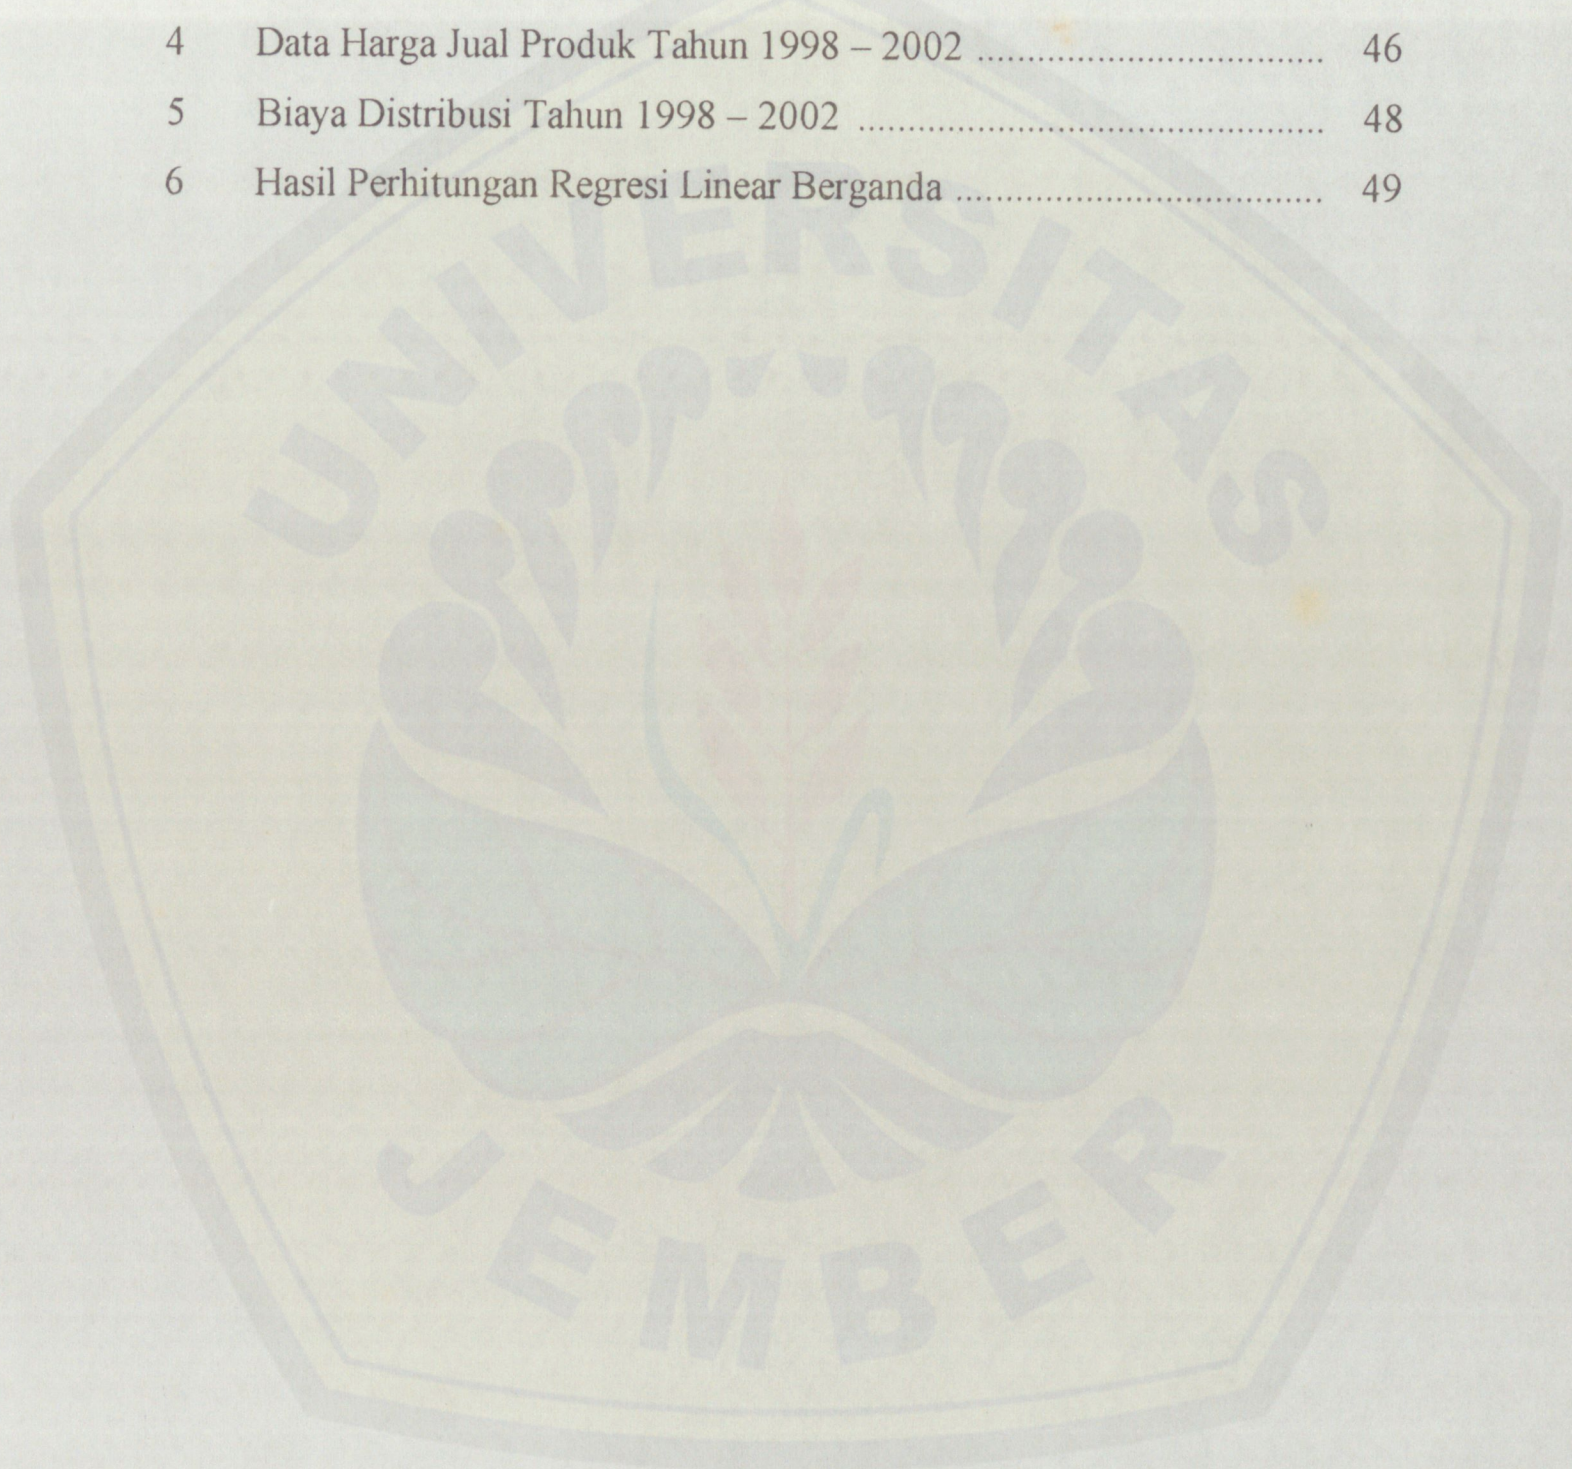 4 Data Harga Jual Produk Tahun 1998 – 2002 .................................. 46
5 Biaya Distribusi Tahun 1998 – 2002 .............................................. 48
6 Hasil Perhitungan Regresi Linear Berganda .................................... 49
UNIVERSITAS
JEMBER